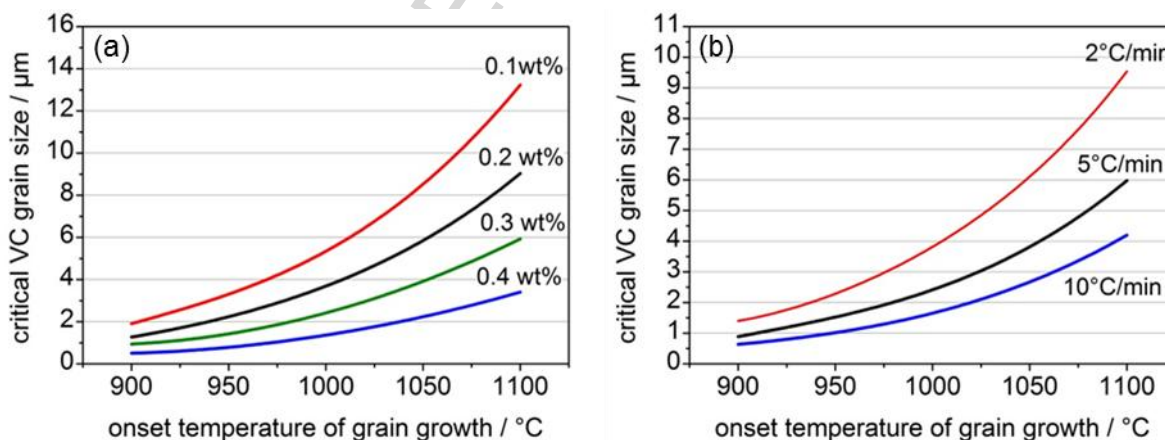 (a)
critical VC grain size / µm
16
14
12
10
8
6
4
2
0
0.1wt%
0.2 wt%
0.3 wt%
0.4 wt%
900 950 1000 1050 1100
onset temperature of grain growth / °C
(b)
critical VC grain size / µm
11
10
9
8
7
6
5
4
3
2
1
0
2°C/min
5°C/min
10°C/min
900 950 1000 1050 1100
onset temperature of grain growth / °C